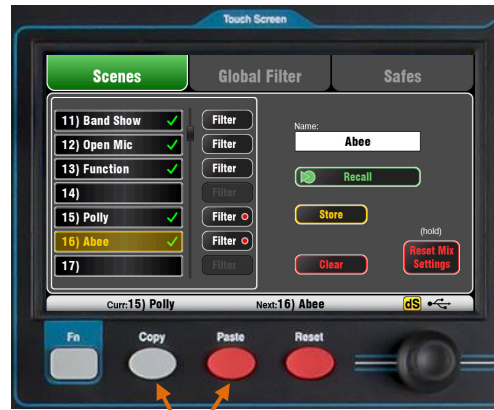 Touch Screen
Scenes Global Filter Safes
11) Band Show Filter
12) Open Mic Filter
13) Function Filter
14) Filter
15) Polly Filter
16) Abee Filter
17) Filter
Name:
Abee
Recall
Store
Clear
(hold)
Reset Mix
Settings
Curr:15) Polly Next:16) Abee dS
Fn Copy Paste Reset